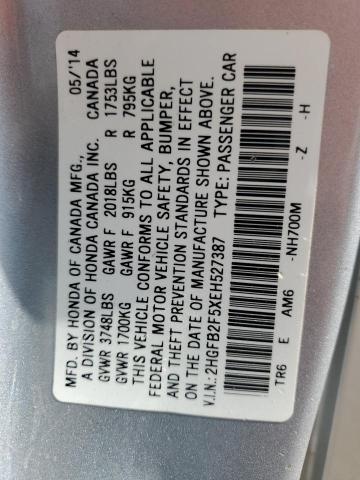 MFD. BY HONDA OF CANADA MFG., 05/'14
A DIVISION OF HONDA CANADA INC. CANADA
GVWR 3748LBS GAWR F 2018LBS R 1753LBS
GVWR 1700KG GAWR F 915KG R 795KG
THIS VEHICLE CONFORMS TO ALL APPLICABLE
FEDERAL MOTOR VEHICLE SAFETY, BUMPER,
AND THEFT PREVENTION STANDARDS IN EFFECT
ON THE DATE OF MANUFACTURE SHOWN ABOVE.
V.I.N.: 2HGFB2F5XEH527387 TYPE: PASSENGER CAR
TR6 E AM6 -NH700M -Z -H